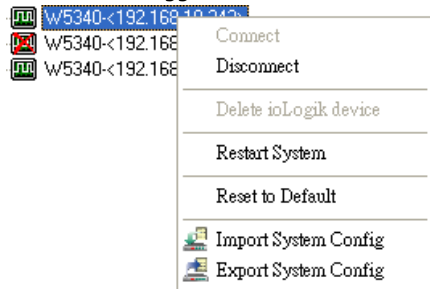 W5340-<192.168.10.243>
W5340-<192.168
W5340-<192.168
Connect
Disconnect
Delete ioLogik device
Restart System
Reset to Default
Import System Config
Export System Config